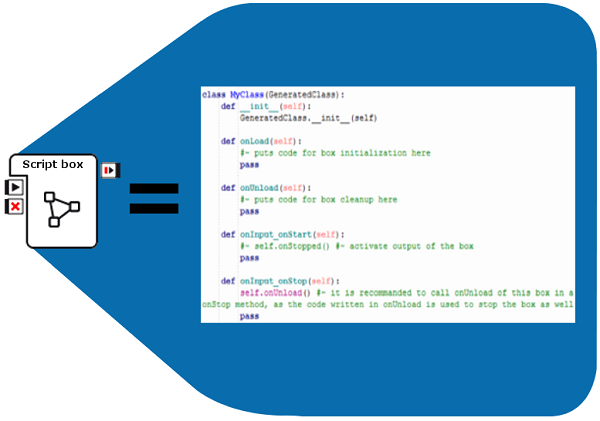 Script box
class MyClass(GeneratedClass):
def __init__(self):
GeneratedClass.__init__(self)
def onLoad(self):
#~ puts code for box initialization here
pass
def onUnload(self):
#~ puts code for box cleanup here
pass
def onInput_onStart(self):
#~ self.onStopped() #~ activate output of the box
pass
def onInput_onStop(self):
self.onUnload() #~ it is recommanded to call onUnload of this box in a
onStop method, as the code written in onUnload is used to stop the box as well
pass